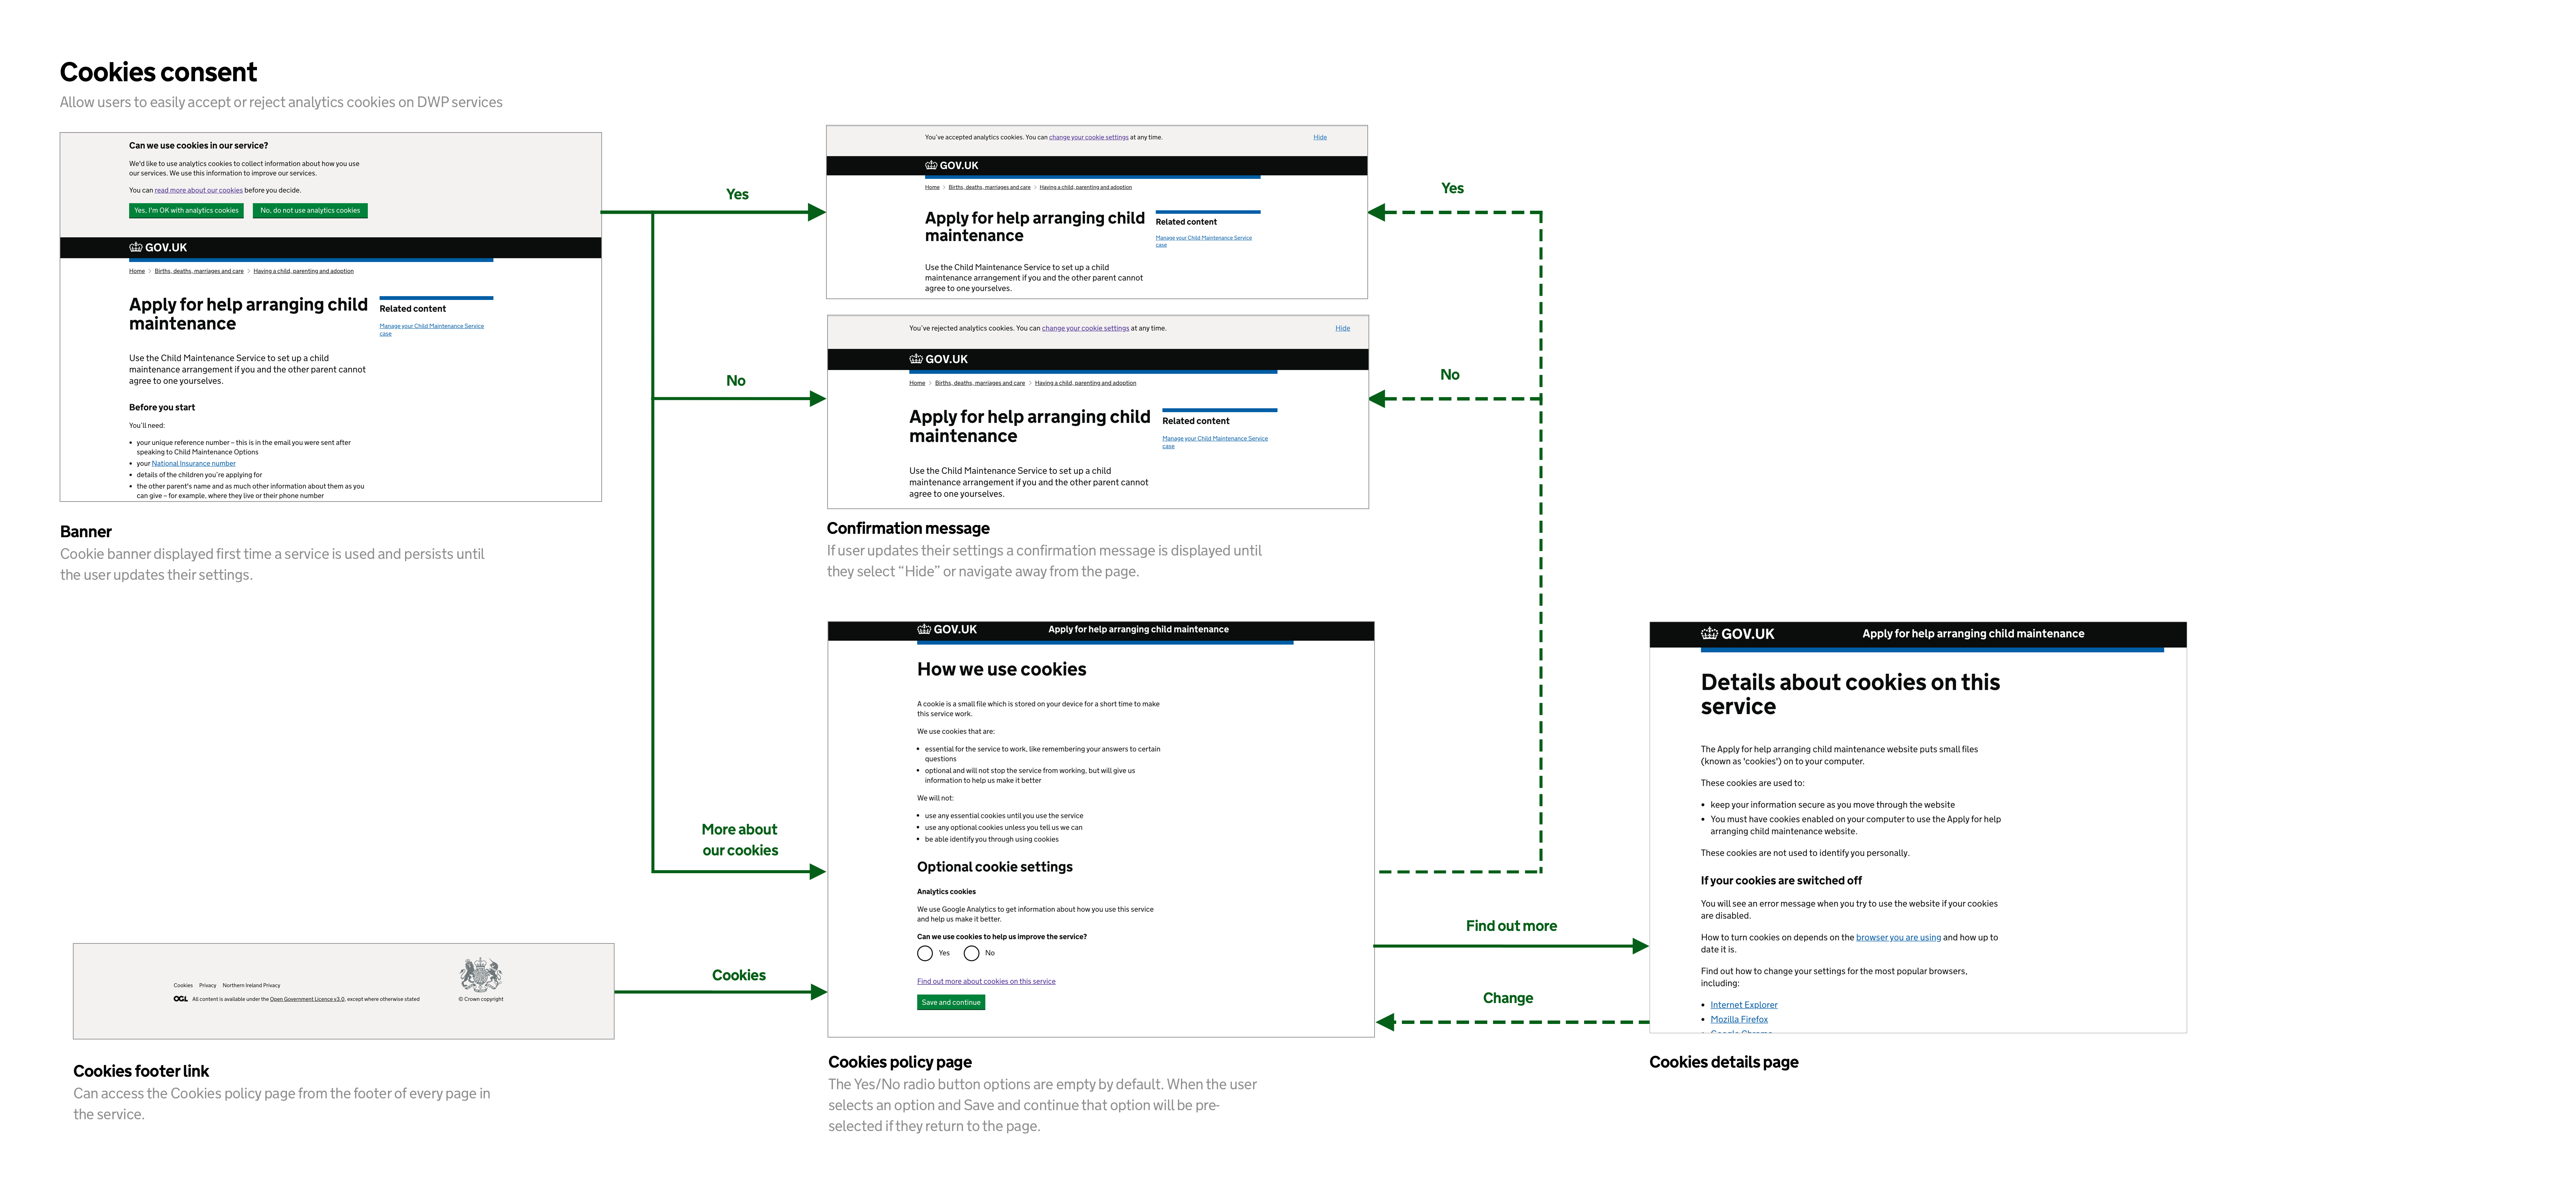 Cookies consent
Allow users to easily accept or reject analytics cookies on DWP services
Can we use cookies in our service?
We'd like to use analytics cookies to collect information about how you use
our services. We use this information to improve our services.
You can read more about our cookies before you decide.
Yes, I'm OK with analytics cookies
No, do not use analytics cookies
GOV.UK
Home > Births, deaths, marriages and care > Having a child, parenting and adoption
Apply for help arranging child
maintenance
Related content
Manage your Child Maintenance Service
case
Use the Child Maintenance Service to set up a child
maintenance arrangement if you and the other parent cannot
agree to one yourselves.
Before you start
You'll need:
• your unique reference number – this is in the email you were sent after
speaking to Child Maintenance Options
• your National Insurance number
• details of the children you're applying for
• the other parent's name and as much other information about them as you
can give – for example, where they live or their phone number
Banner
Cookie banner displayed first time a service is used and persists until
the user updates their settings.
Yes
No
More about
our cookies
Cookies
You've accepted analytics cookies. You can change your cookie settings at any time.
Hide
GOV.UK
Home > Births, deaths, marriages and care > Having a child, parenting and adoption
Apply for help arranging child
maintenance
Related content
Manage your Child Maintenance Service
case
Use the Child Maintenance Service to set up a child
maintenance arrangement if you and the other parent cannot
agree to one yourselves.
You've rejected analytics cookies. You can change your cookie settings at any time.
Hide
GOV.UK
Home > Births, deaths, marriages and care > Having a child, parenting and adoption
Apply for help arranging child
maintenance
Related content
Manage your Child Maintenance Service
case
Use the Child Maintenance Service to set up a child
maintenance arrangement if you and the other parent cannot
agree to one yourselves.
Confirmation message
If user updates their settings a confirmation message is displayed until
they select “Hide” or navigate away from the page.
Yes
No
GOV.UK
Apply for help arranging child maintenance
How we use cookies
A cookie is a small file which is stored on your device for a short time to make
this service work.
We use cookies that are:
• essential for the service to work, like remembering your answers to certain
questions
• optional and will not stop the service from working, but will give us
information to help us make it better
We will not:
• use any essential cookies until you use the service
• use any optional cookies unless you tell us we can
• be able identify you through using cookies
Optional cookie settings
Analytics cookies
We use Google Analytics to get information about how you use this service
and help us make it better.
Can we use cookies to help us improve the service?
Yes
No
Find out more about cookies on this service
Save and continue
Cookies policy page
The Yes/No radio button options are empty by default. When the user
selects an option and Save and continue that option will be pre-
selected if they return to the page.
Find out more
Change
GOV.UK
Apply for help arranging child maintenance
Details about cookies on this
service
The Apply for help arranging child maintenance website puts small files
(known as 'cookies') on to your computer.
These cookies are used to:
• keep your information secure as you move through the website
• You must have cookies enabled on your computer to use the Apply for help
arranging child maintenance website.
These cookies are not used to identify you personally.
If your cookies are switched off
You will see an error message when you try to use the website if your cookies
are disabled.
How to turn cookies on depends on the browser you are using and how up to
date it is.
Find out how to change your settings for the most popular browsers,
including:
• Internet Explorer
• Mozilla Firefox
Cookies details page
Cookies Privacy Northern Ireland Privacy
OGL All content is available under the Open Government Licence v3.0, except where otherwise stated
© Crown copyright
Cookies footer link
Can access the Cookies policy page from the footer of every page in
the service.